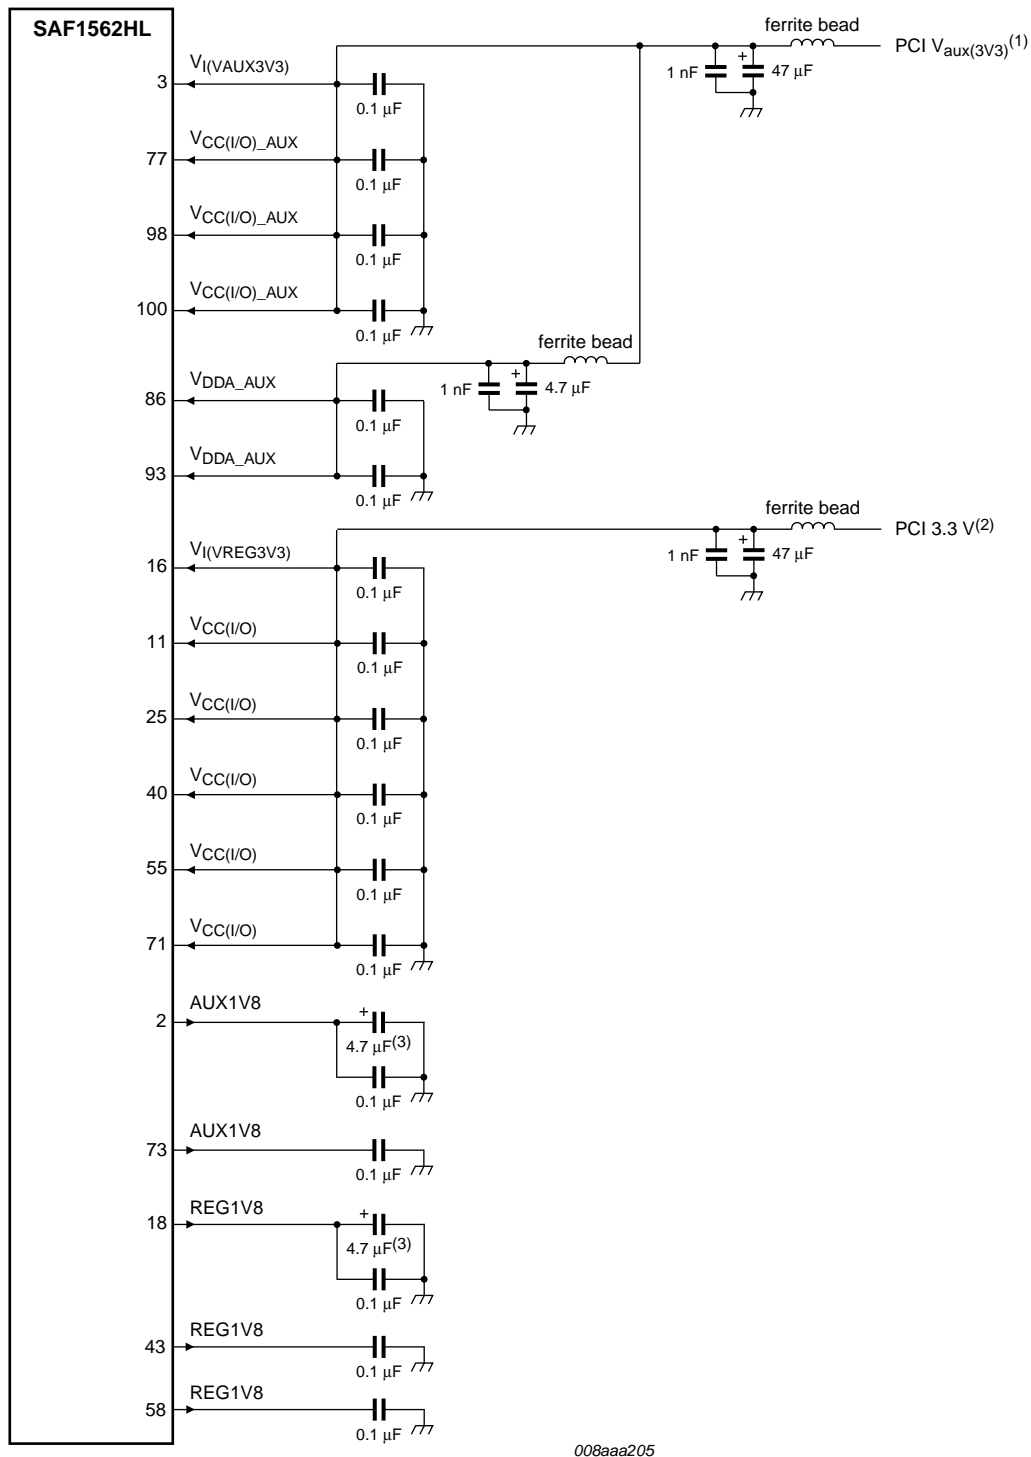 SAF1562HL
ferrite bead
PCI Vaux(3V3)(1)
1 nF
+
47 µF
3
VI(VAUX3V3)
0.1 µF
77
VCC(I/O)_AUX
0.1 µF
98
VCC(I/O)_AUX
0.1 µF
100
VCC(I/O)_AUX
0.1 µF
ferrite bead
1 nF
+
4.7 µF
86
VDDA_AUX
0.1 µF
93
VDDA_AUX
0.1 µF
ferrite bead
PCI 3.3 V(2)
1 nF
+
47 µF
16
VI(VREG3V3)
0.1 µF
11
VCC(I/O)
0.1 µF
25
VCC(I/O)
0.1 µF
40
VCC(I/O)
0.1 µF
55
VCC(I/O)
0.1 µF
71
VCC(I/O)
0.1 µF
2
AUX1V8
+
4.7 µF(3)
0.1 µF
73
AUX1V8
0.1 µF
18
REG1V8
+
4.7 µF(3)
0.1 µF
43
REG1V8
0.1 µF
58
REG1V8
0.1 µF
008aaa205